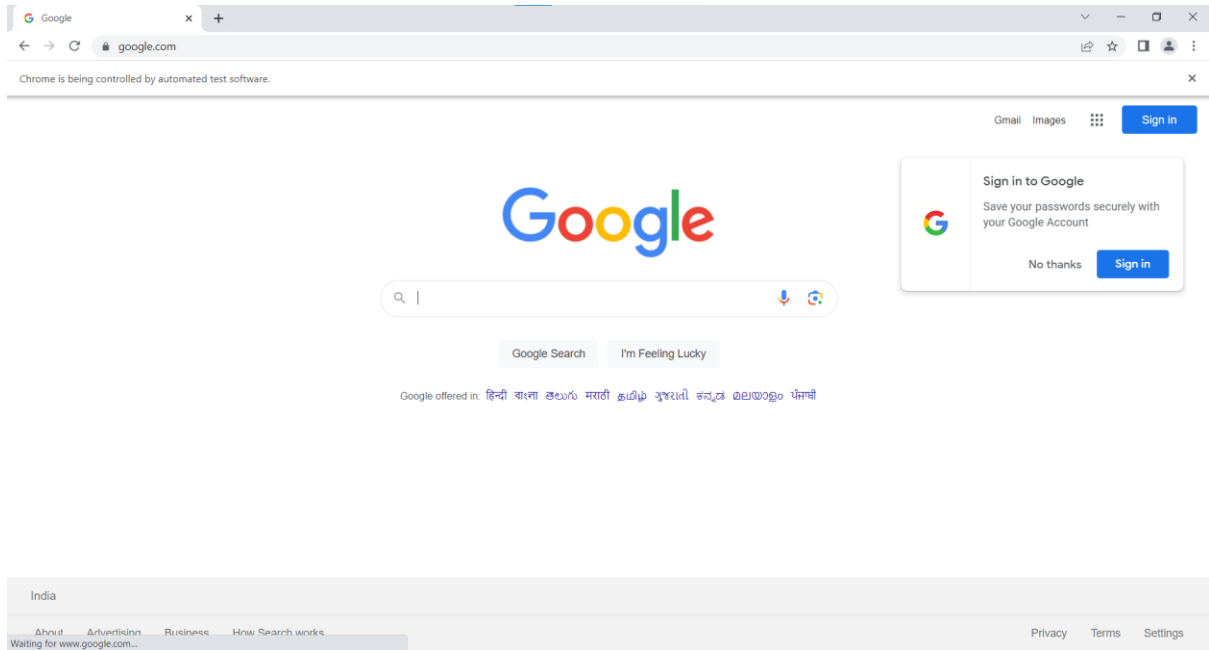 Google
google.com
Chrome is being controlled by automated test software.
Gmail Images Sign in
Sign in to Google
Save your passwords securely with
your Google Account
No thanks Sign in
Google
Google Search I'm Feeling Lucky
Google offered in: हिन्दी বাংলা తెలుగు मराठी தமிழ் ગુજરાતી ಕನ್ನಡ മലയാളം ਪੰਜਾਬੀ
India
About Advertising Business How Search works
Privacy Terms Settings
Waiting for www.google.com...